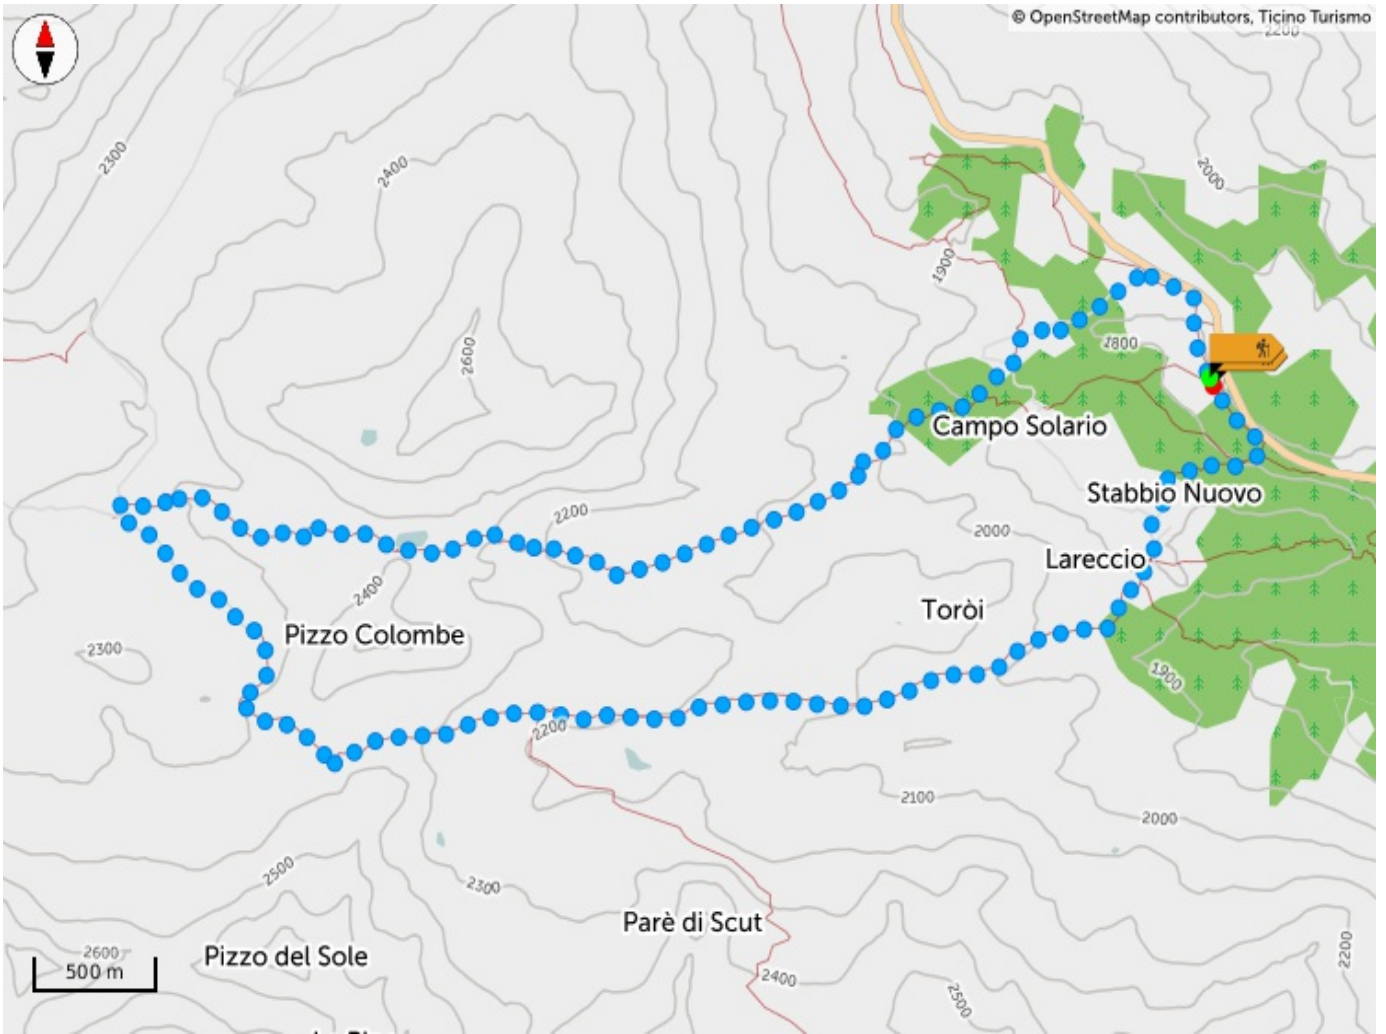 © OpenStreetMap contributors, Ticino Turismo
2200
2300
2400
2000
1900
2600
1800
Campo Solario
Stabbio Nuovo
2200
2000
Lareccio
2400
Toròi
Pizzo Colombe
2300
1900
2200
2100
2000
2500
2300
Parè di Scut
2200
2600
Pizzo del Sole
500 m
2400
2500